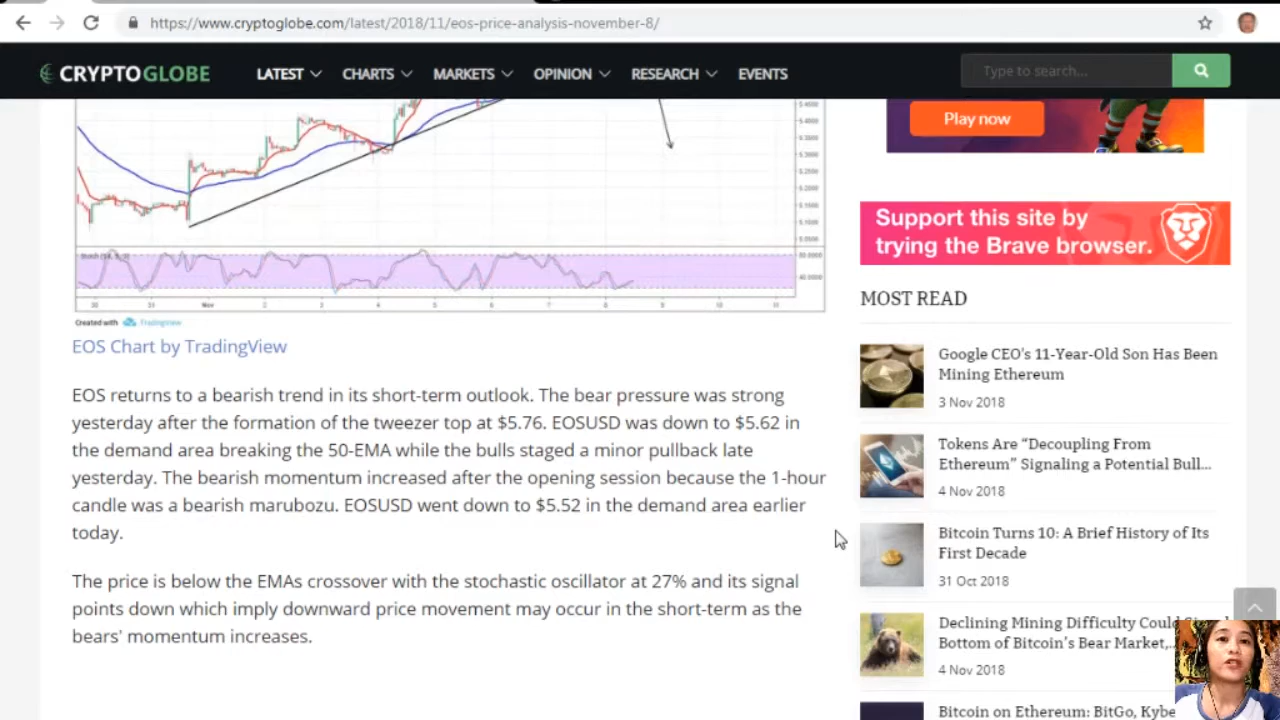 https://www.cryptoglobe.com/latest/2018/11/eos-price-analysis-november-8/
CRYPTOGLOBE
LATEST
CHARTS
MARKETS
OPINION
RESEARCH
EVENTS
Type to search...
Play now
Support this site by
trying the Brave browser.
Created with TradingView
EOS Chart by TradingView
EOS returns to a bearish trend in its short-term outlook. The bear pressure was strong
yesterday after the formation of the tweezer top at $5.76. EOSUSD was down to $5.62 in
the demand area breaking the 50-EMA while the bulls staged a minor pullback late
yesterday. The bearish momentum increased after the opening session because the 1-hour
candle was a bearish marubozu. EOSUSD went down to $5.52 in the demand area earlier
today.
The price is below the EMAs crossover with the stochastic oscillator at 27% and its signal
points down which imply downward price movement may occur in the short-term as the
bears' momentum increases.
MOST READ
Google CEO's 11-Year-Old Son Has Been
Mining Ethereum
3 Nov 2018
Tokens Are “Decoupling From
Ethereum” Signaling a Potential Bull...
4 Nov 2018
Bitcoin Turns 10: A Brief History of Its
First Decade
31 Oct 2018
Declining Mining Difficulty Could
Bottom of Bitcoin's Bear Market,...
4 Nov 2018
Bitcoin on Ethereum: BitGo,